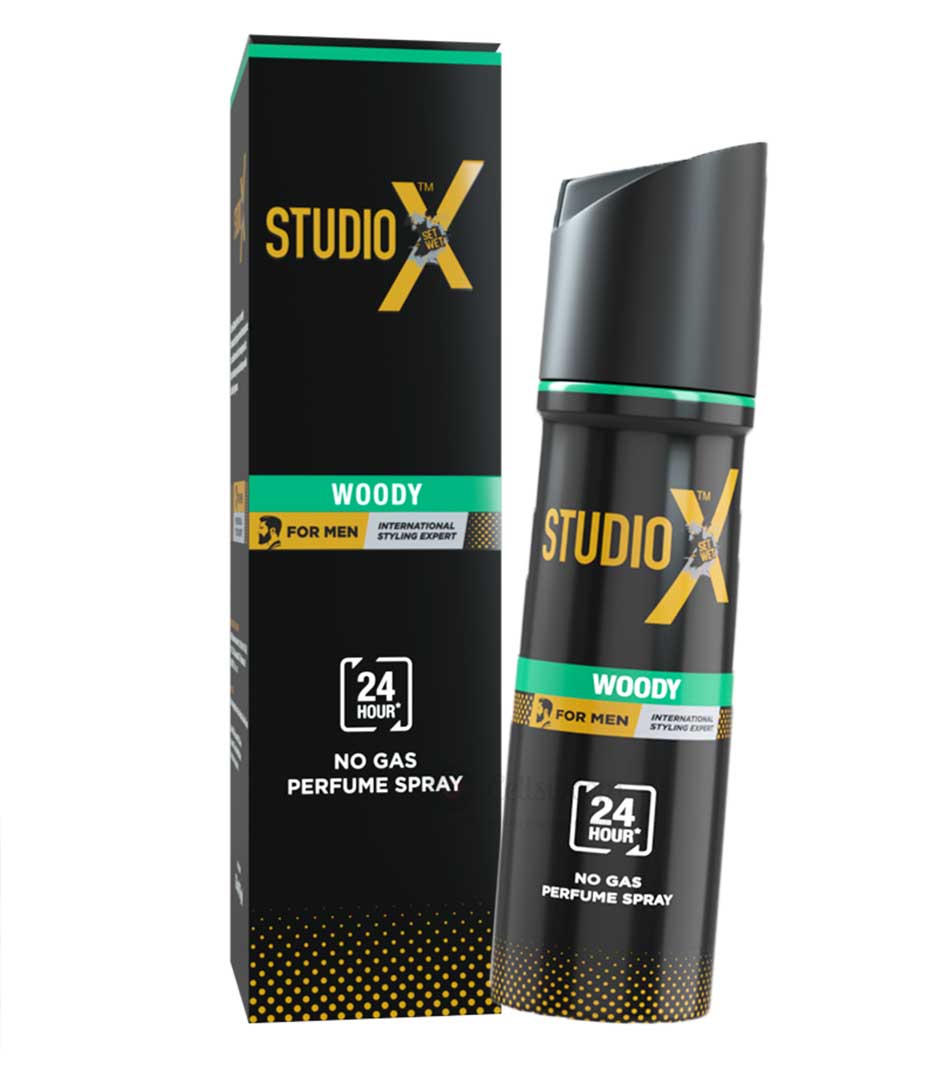 STUDIO X
TM
SET
WET
WOODY
FOR MEN
INTERNATIONAL
STYLING EXPERT
24
HOUR*
NO GAS
PERFUME SPRAY
STUDIO X
TM
SET
WET
WOODY
FOR MEN
INTERNATIONAL
STYLING EXPERT
24
HOUR*
NO GAS
PERFUME SPRAY